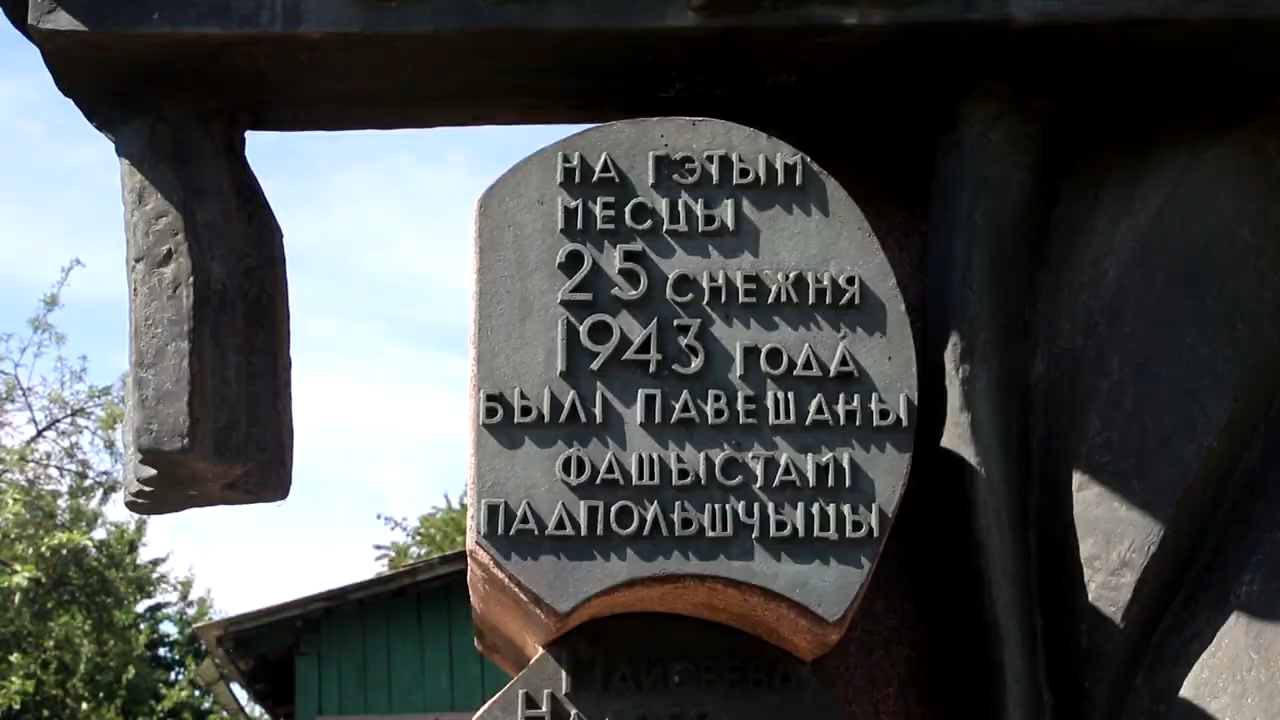 НА ГЭТЫМ
МЕСЦЫ
25 СНЕЖНЯ
1943 ГОДА
БЫЛІ ПАВЕШАНЫ
ФАШЫСТАМІ
ПАДПОЛЬШЧЫЦЫ